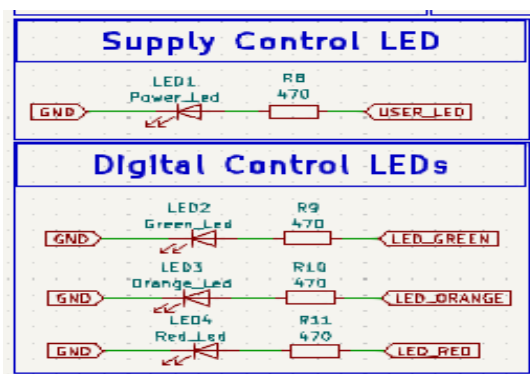 Supply Control LED
LED1
R8
Power_Led
470
GND
USER_LED
Digital Control LEDs
LED2
R9
Green_Led
470
GND
LED_GREEN
LED3
R10
Orange_Led
470
GND
LED_ORANGE
LED4
R11
Red_Led
470
GND
LED_RED